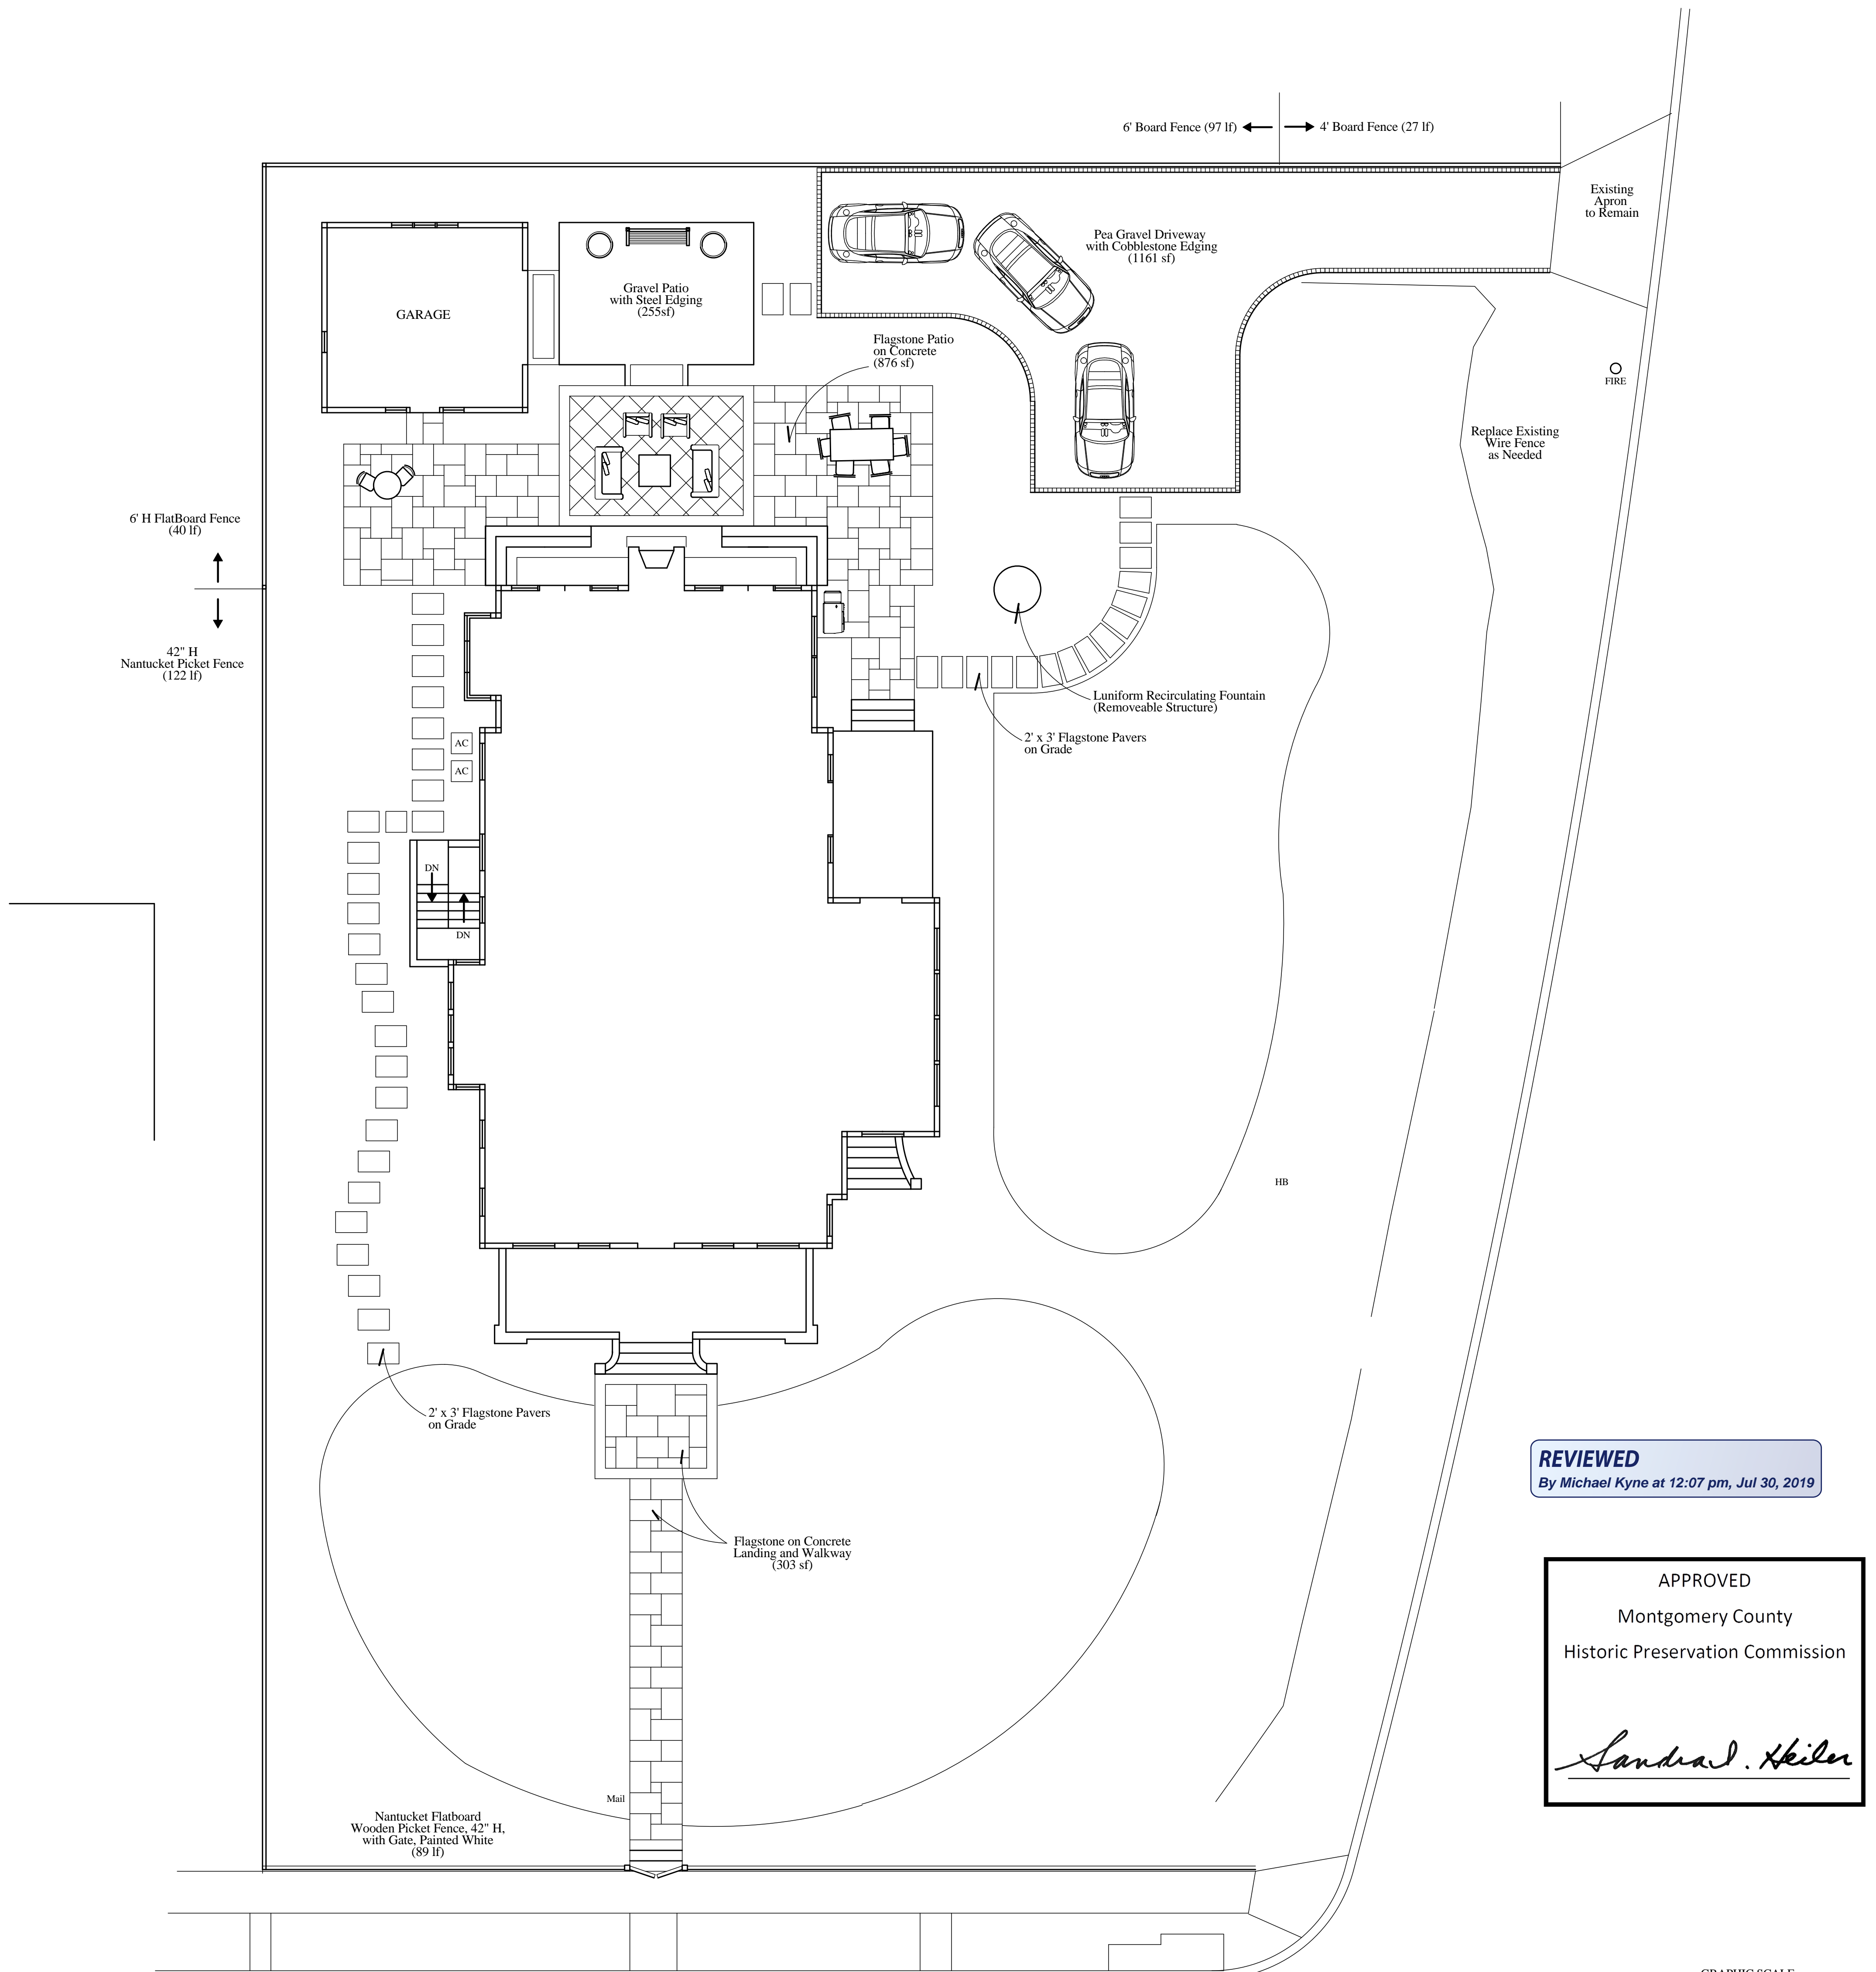 6' Board Fence (97 lf)
4' Board Fence (27 lf)
Existing
Apron
to Remain
Pea Gravel Driveway
with Cobblestone Edging
(1161 sf)
Gravel Patio
with Steel Edging
(255sf)
GARAGE
Flagstone Patio
on Concrete
(876 sf)
FIRE
Replace Existing
Wire Fence
as Needed
6' H FlatBoard Fence
(40 lf)
42" H
Nantucket Picket Fence
(122 lf)
Luniform Recirculating Fountain
(Removeable Structure)
2' x 3' Flagstone Pavers
on Grade
AC
AC
DN
DN
HB
2' x 3' Flagstone Pavers
on Grade
REVIEWED
By Michael Kyne at 12:07 pm, Jul 30, 2019
Flagstone on Concrete
Landing and Walkway
(303 sf)
APPROVED
Montgomery County
Historic Preservation Commission
Sandra I. Heiler
Mail
Nantucket Flatboard
Wooden Picket Fence, 42" H,
with Gate, Painted White
(89 lf)
GRAPHIC SCALE